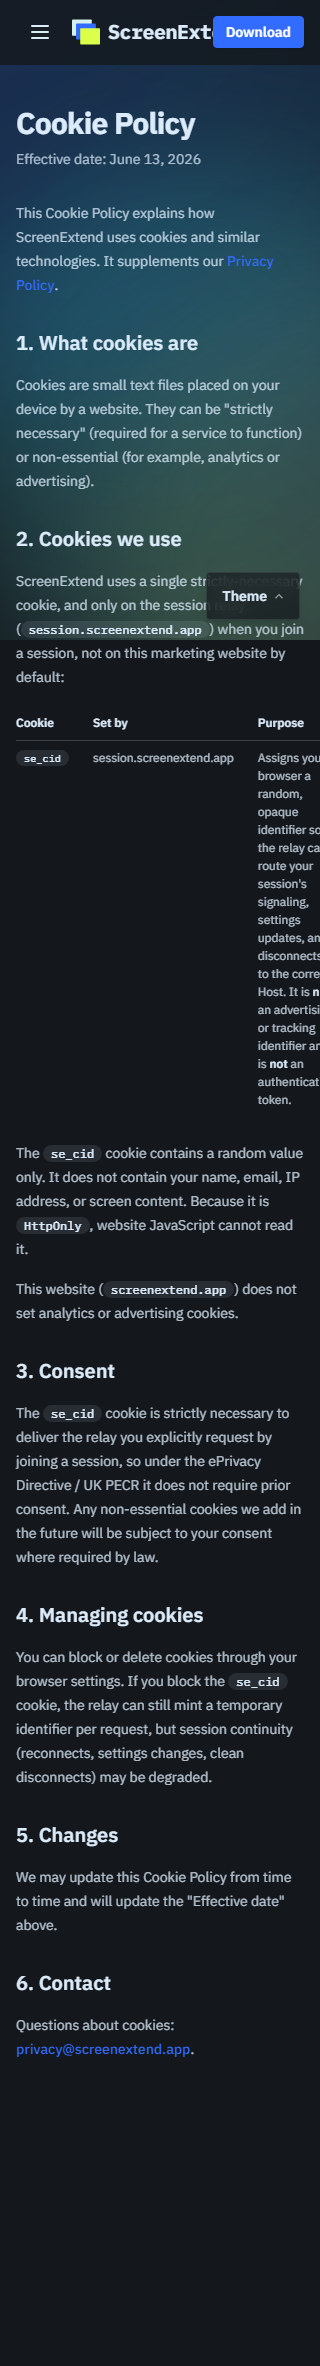 ScreenExt
Download
Cookie Policy
Effective date: June 13, 2026
This Cookie Policy explains how
ScreenExtend uses cookies and similar
technologies. It supplements our Privacy
Policy.
1. What cookies are
Cookies are small text files placed on your
device by a website. They can be "strictly
necessary" (required for a service to function)
or non-essential (for example, analytics or
advertising).
2. Cookies we use
ScreenExtend uses a single strictly-necessary
cookie, and only on the session relay
Theme
(session.screenextend.app) when you join
a session, not on this marketing website by
default:
Cookie Set by Purpose
se_cid session.screenextend.app Assigns you
browser a
random,
opaque
identifier so
the relay ca
route your
session's
signaling,
settings
updates, an
disconnects
to the corre
Host. It is n
an advertisi
or tracking
identifier an
is not an
authenticat
token.
The se_cid cookie contains a random value
only. It does not contain your name, email, IP
address, or screen content. Because it is
HttpOnly, website JavaScript cannot read
it.
This website (screenextend.app) does not
set analytics or advertising cookies.
3. Consent
The se_cid cookie is strictly necessary to
deliver the relay you explicitly request by
joining a session, so under the ePrivacy
Directive / UK PECR it does not require prior
consent. Any non-essential cookies we add in
the future will be subject to your consent
where required by law.
4. Managing cookies
You can block or delete cookies through your
browser settings. If you block the se_cid
cookie, the relay can still mint a temporary
identifier per request, but session continuity
(reconnects, settings changes, clean
disconnects) may be degraded.
5. Changes
We may update this Cookie Policy from time
to time and will update the "Effective date"
above.
6. Contact
Questions about cookies:
privacy@screenextend.app.